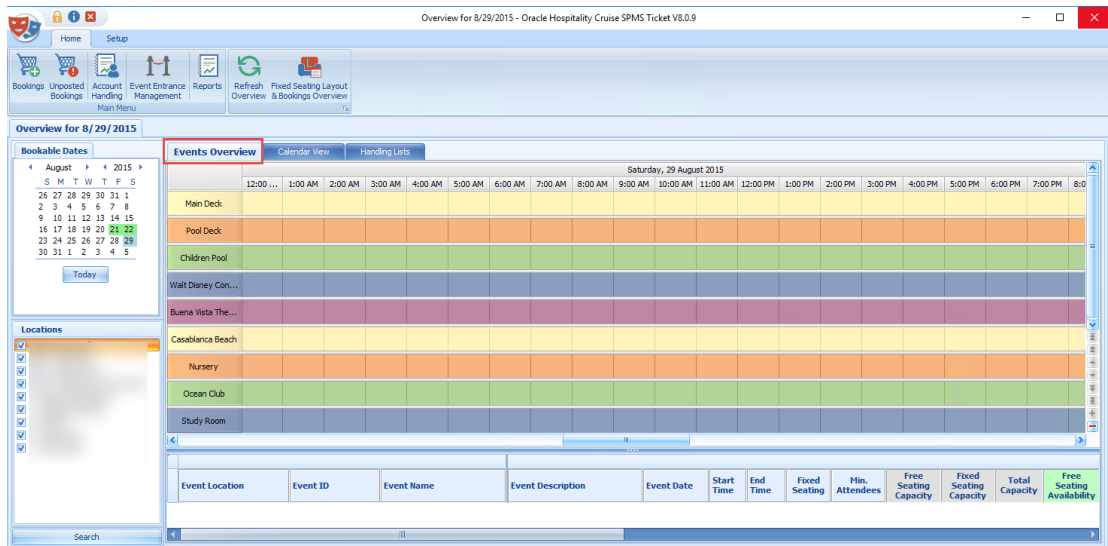 Overview for 8/29/2015 - Oracle Hospitality Cruise SPMS Ticket V8.0.9
Home Setup
Bookings
Unposted Bookings
Account Handling
Event Entrance Management
Reports
Refresh Overview
Fixed Seating Layout & Bookings Overview
Main Menu
Overview for 8/29/2015
Bookable Dates
August 2015
S M T W T F S
26 27 28 29 30 31 1
2 3 4 5 6 7 8
9 10 11 12 13 14 15
16 17 18 19 20 21 22
23 24 25 26 27 28 29
30 31 1 2 3 4 5
Today
Locations
Search
Events Overview Calendar View Handling Lists
Saturday, 29 August 2015
12:00 ... 1:00 AM 2:00 AM 3:00 AM 4:00 AM 5:00 AM 6:00 AM 7:00 AM 8:00 AM 9:00 AM 10:00 AM 11:00 AM 12:00 PM 1:00 PM 2:00 PM 3:00 PM 4:00 PM 5:00 PM 6:00 PM 7:00 PM 8:0
Main Deck
Pool Deck
Children Pool
Walt Disney Con...
Buena Vista The...
Casablanca Beach
Nursery
Ocean Club
Study Room
Event Location
Event ID
Event Name
Event Description
Event Date
Start Time
End Time
Fixed Seating
Min. Attendees
Free Seating Capacity
Fixed Seating Capacity
Total Capacity
Free Seating Availability